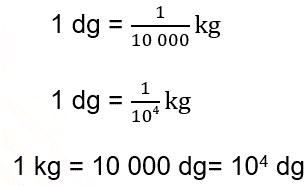 1 dg = 1/10 000 kg
1 dg = 1/10⁴ kg
1 kg = 10 000 dg= 10⁴ dg